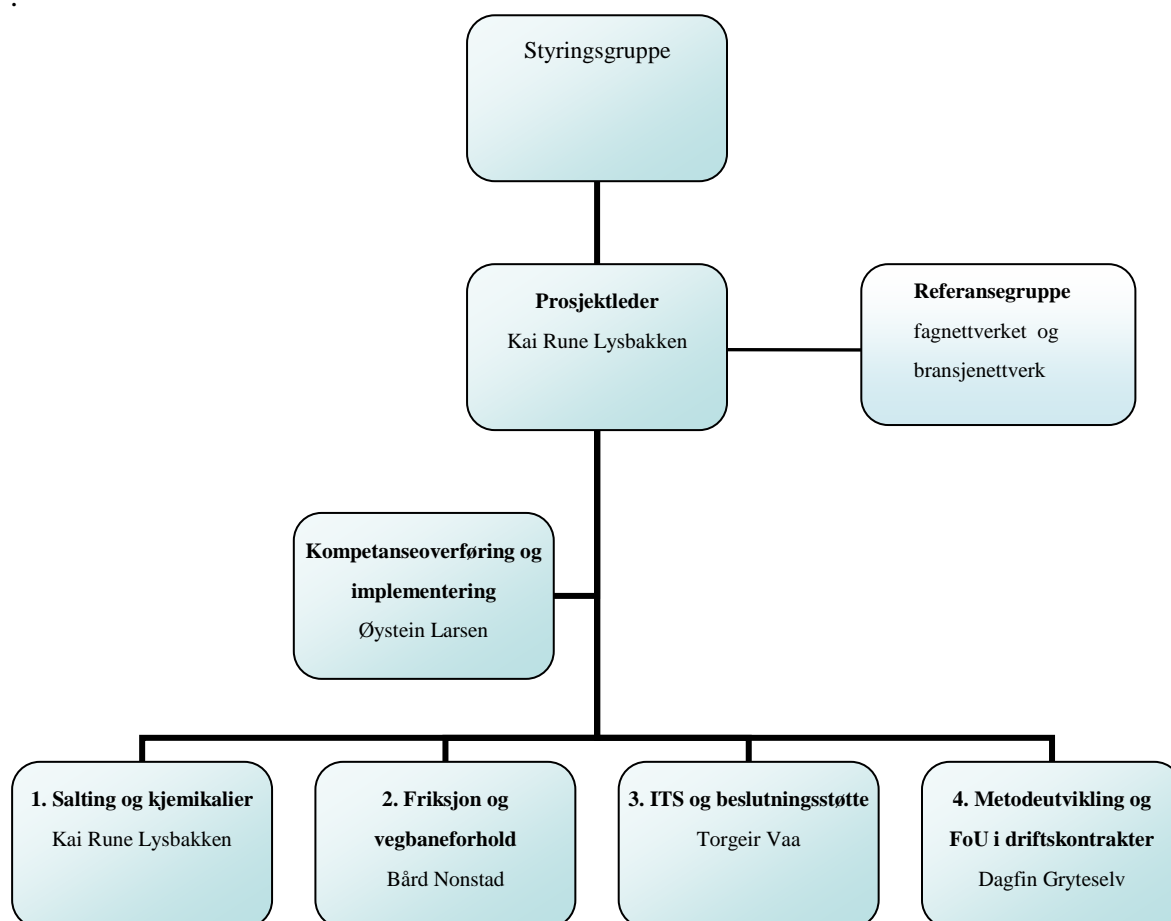 .
Styringsgruppe
Prosjektleder
Kai Rune Lysbakken
Referansegruppe
fagnettverket og
bransjenettverk
Kompetanseoverføring og
implementering
Øystein Larsen
1. Salting og kjemikalier
Kai Rune Lysbakken
2. Friksjon og
vegbaneforhold
Bård Nonstad
3. ITS og beslutningsstøtte
Torgeir Vaa
4. Metodeutvikling og
FoU i driftskontrakter
Dagfin Gryteselv